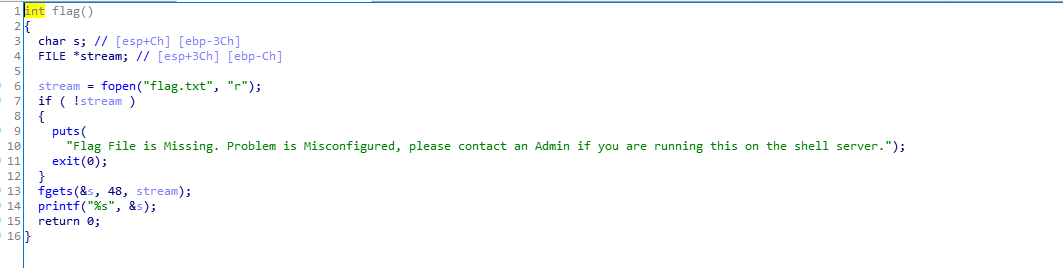 1 int flag()
2 {
3 char s; // [esp+Ch] [ebp-3Ch]
4 FILE *stream; // [esp+3Ch] [ebp-Ch]
5
6 stream = fopen("flag.txt", "r");
7 if ( !stream )
8 {
9 puts(
10 "Flag File is Missing. Problem is Misconfigured, please contact an Admin if you are running this on the shell server.");
11 exit(0);
12 }
13 fgets(&s, 48, stream);
14 printf("%s", &s);
15 return 0;
16 }